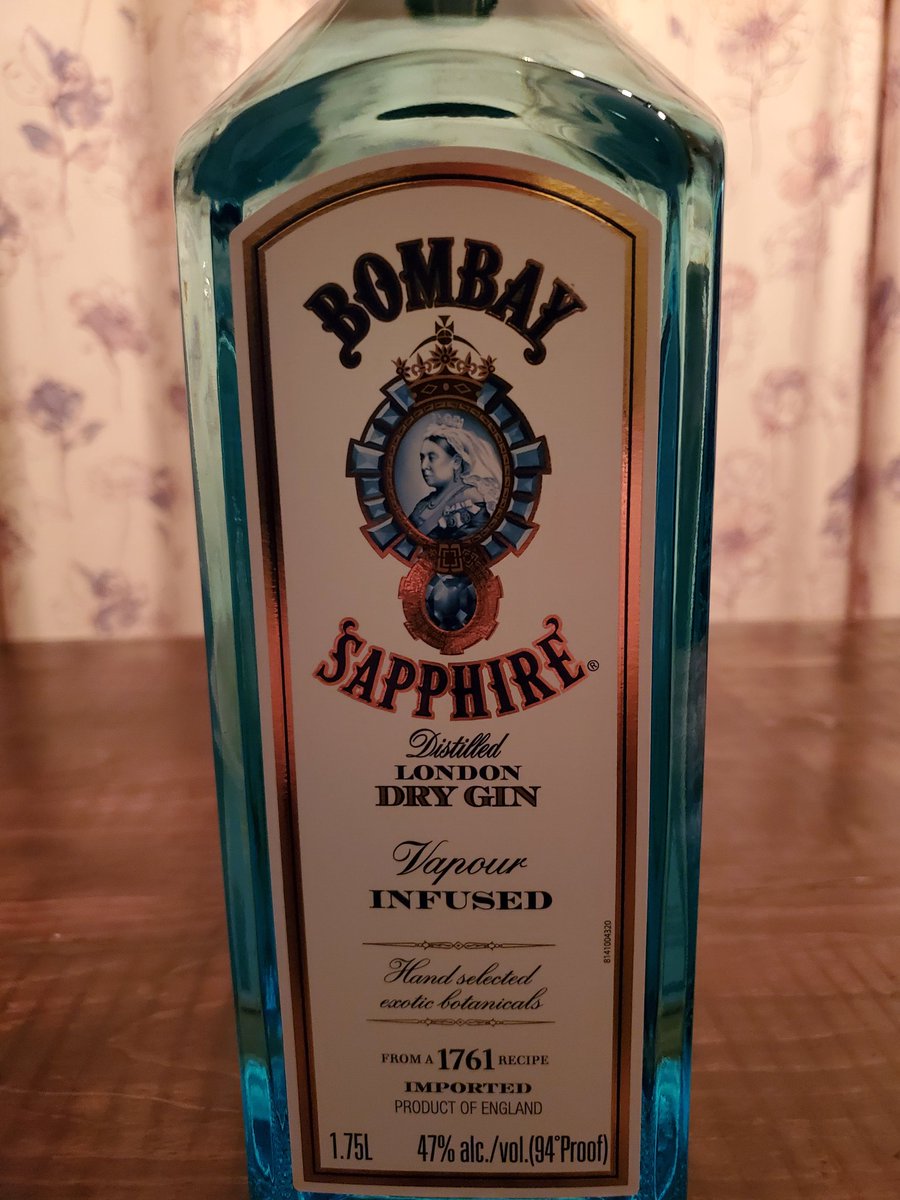 BOMBAY
SAPPHIRE®
Distilled
LONDON
DRY GIN
Vapour
INFUSED
8141004320
Hand selected
exotic botanicals
FROM A 1761 RECIPE
IMPORTED
PRODUCT OF ENGLAND
1.75L 47% alc./vol.(94°Proof)